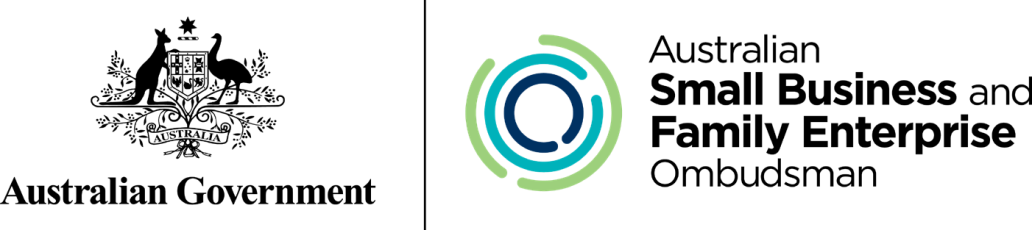 AUSTRALIA
Australian Government
Australian
Small Business and
Family Enterprise
Ombudsman